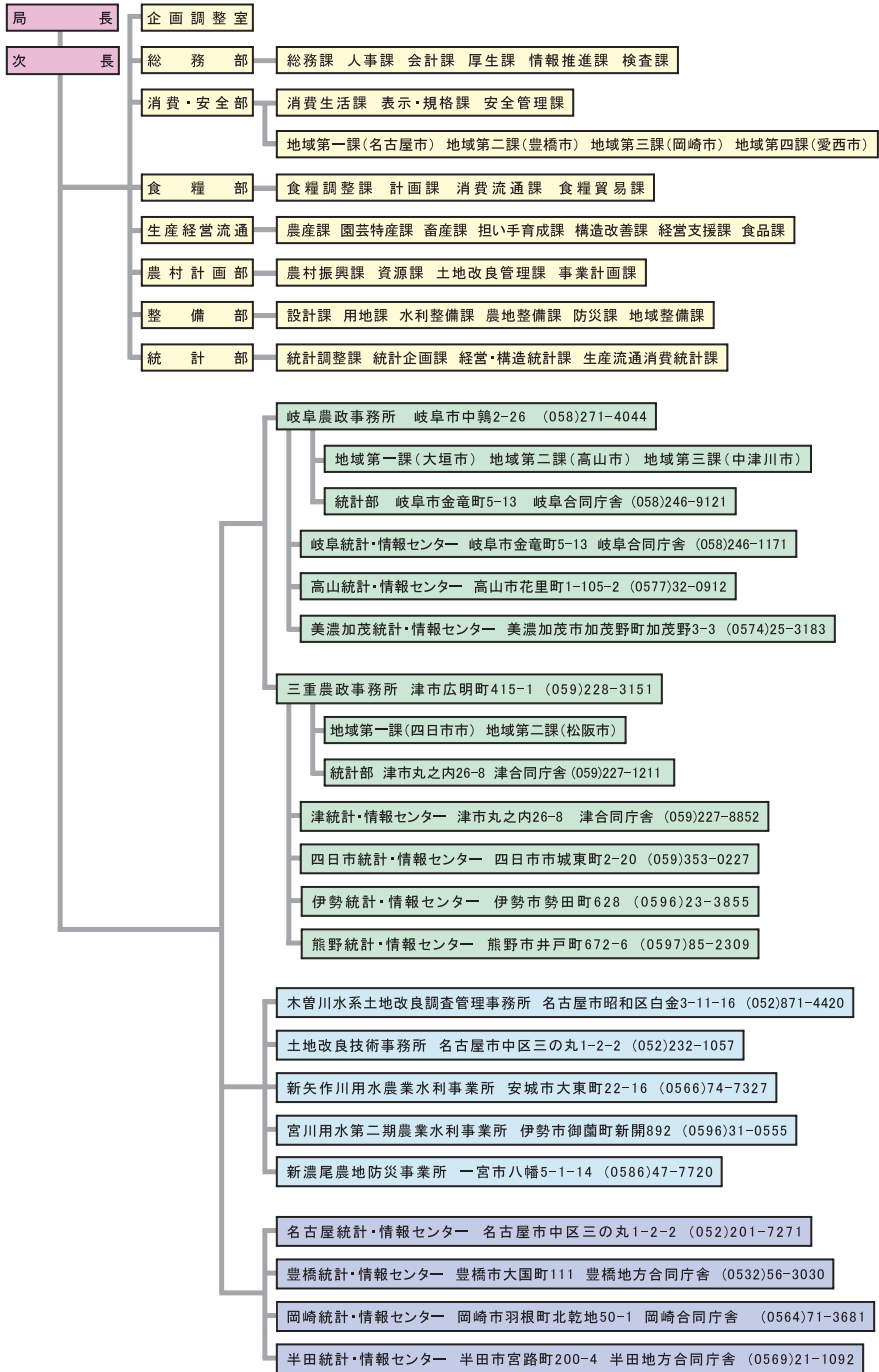 局長
企画調整室
次長
総務部 総務課 人事課 会計課 厚生課 情報推進課 検査課
消費・安全部 消費生活課 表示・規格課 安全管理課
地域第一課(名古屋市) 地域第二課(豊橋市) 地域第三課(岡崎市) 地域第四課(愛西市)
食糧部 食糧調整課 計画課 消費流通課 食糧貿易課
生産経営流通 農産課 園芸特産課 畜産課 担い手育成課 構造改善課 経営支援課 食品課
農村計画部 農村振興課 資源課 土地改良管理課 事業計画課
整備部 設計課 用地課 水利整備課 農地整備課 防災課 地域整備課
統計部 統計調整課 統計企画課 経営・構造統計課 生産流通消費統計課
岐阜農政事務所 岐阜市中鶉2-26 (058)271-4044
地域第一課(大垣市) 地域第二課(高山市) 地域第三課(中津川市)
統計部 岐阜市金竜町5-13 岐阜合同庁舎 (058)246-9121
岐阜統計・情報センター 岐阜市金竜町5-13 岐阜合同庁舎 (058)246-1171
高山統計・情報センター 高山市花里町1-105-2 (0577)32-0912
美濃加茂統計・情報センター 美濃加茂市加茂野町加茂野3-3 (0574)25-3183
三重農政事務所 津市広明町415-1 (059)228-3151
地域第一課(四日市市) 地域第二課(松阪市)
統計部 津市丸之内26-8 津合同庁舎 (059)227-1211
津統計・情報センター 津市丸之内26-8 津合同庁舎 (059)227-8852
四日市統計・情報センター 四日市市城東町2-20 (059)353-0227
伊勢統計・情報センター 伊勢市勢田町628 (0596)23-3855
熊野統計・情報センター 熊野市井戸町672-6 (0597)85-2309
木曽川水系土地改良調査管理事務所 名古屋市昭和区白金3-11-16 (052)871-4420
土地改良技術事務所 名古屋市中区三の丸1-2-2 (052)232-1057
新矢作川用水農業水利事業所 安城市大東町22-16 (0566)74-7327
宮川用水第二期農業水利事業所 伊勢市御薗町新開892 (0596)31-0555
新濃尾農地防災事業所 一宮市八幡5-1-14 (0586)47-7720
名古屋統計・情報センター 名古屋市中区三の丸1-2-2 (052)201-7271
豊橋統計・情報センター 豊橋市大国町111 豊橋地方合同庁舎 (0532)56-3030
岡崎統計・情報センター 岡崎市羽根町北乾地50-1 岡崎合同庁舎 (0564)71-3681
半田統計・情報センター 半田市宮路町200-4 半田地方合同庁舎 (0569)21-1092